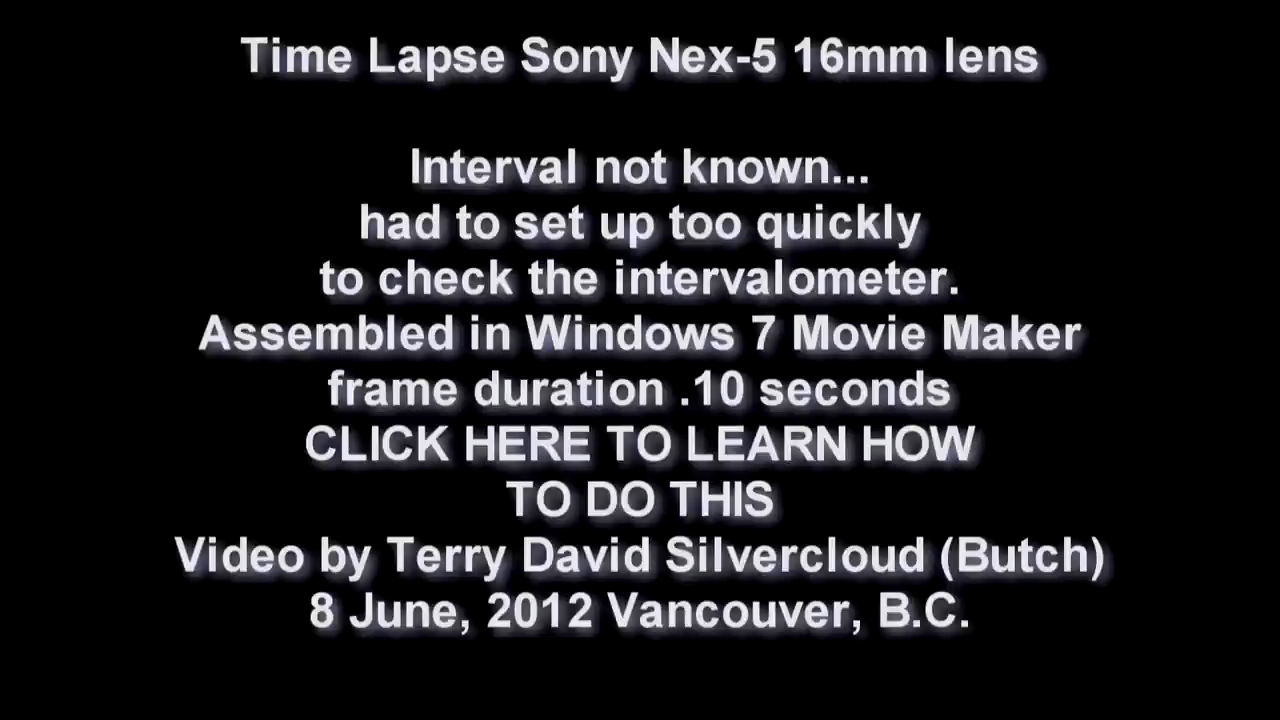 Time Lapse Sony Nex-5 16mm lens
Interval not known...
had to set up too quickly
to check the intervalometer.
Assembled in Windows 7 Movie Maker
frame duration .10 seconds
CLICK HERE TO LEARN HOW
TO DO THIS
Video by Terry David Silvercloud (Butch)
8 June, 2012 Vancouver, B.C.